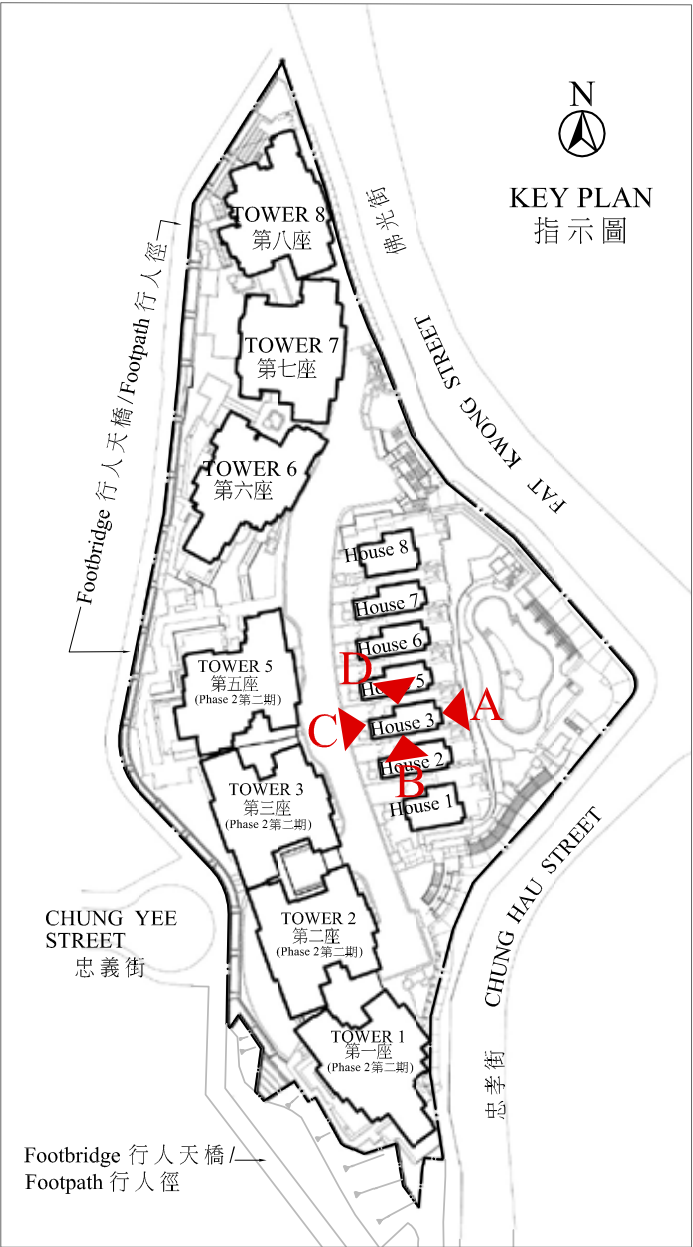 N
KEY PLAN
指示圖
TOWER 8
第八座
佛光街
FAT KWONG STREET
Footbridge 行人天橋/Footpath 行人徑
TOWER 7
第七座
TOWER 6
第六座
House 8
House 7
House 6
D
5
A
C
House 3
B
House 2
House 1
TOWER 5
第五座
(Phase 2第二期)
TOWER 3
第三座
(Phase 2第二期)
CHUNG YEE
STREET
忠義街
TOWER 2
第二座
(Phase 2第二期)
CHUNG HAU STREET
忠孝街
TOWER 1
第一座
(Phase 2第二期)
Footbridge 行人天橋/
Footpath 行人徑